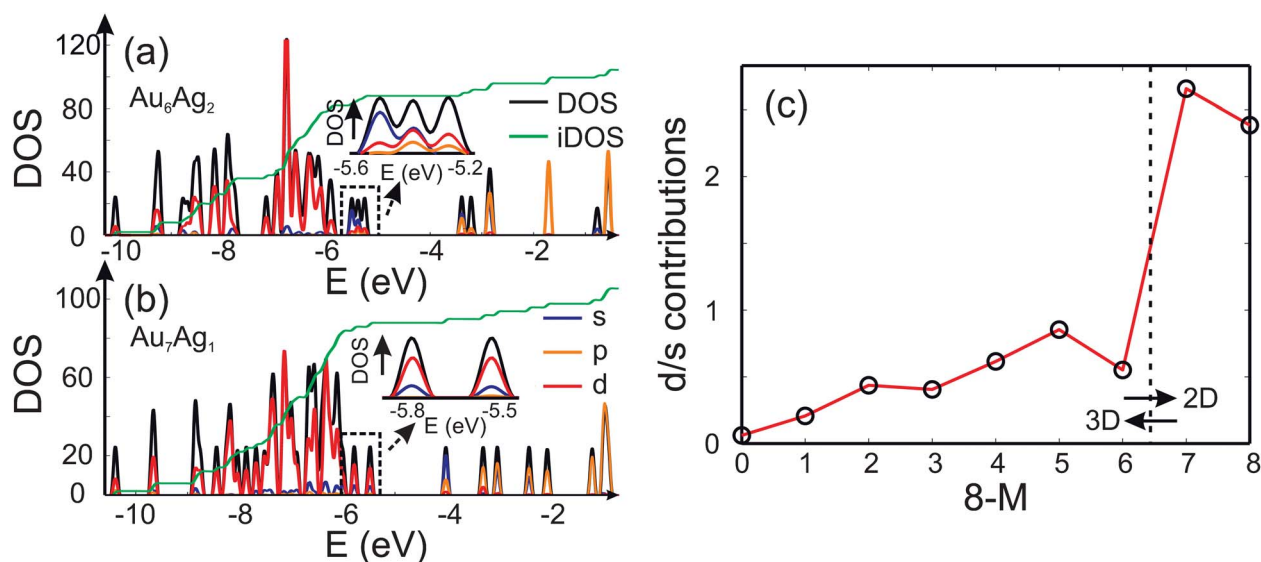 (a)
Au6Ag2
DOS
120
80
40
0
DOS
-5.6
-5.2
E (eV)
DOS
iDOS
-10
-8
-6
-4
-2
E (eV)
(b)
Au7Ag1
DOS
100
60
20
0
DOS
-5.8
-5.5
E (eV)
s
p
d
-10
-8
-6
-4
-2
E (eV)
(c)
d/s contributions
2
1
0
2D
3D
0 1 2 3 4 5 6 7 8
8-M